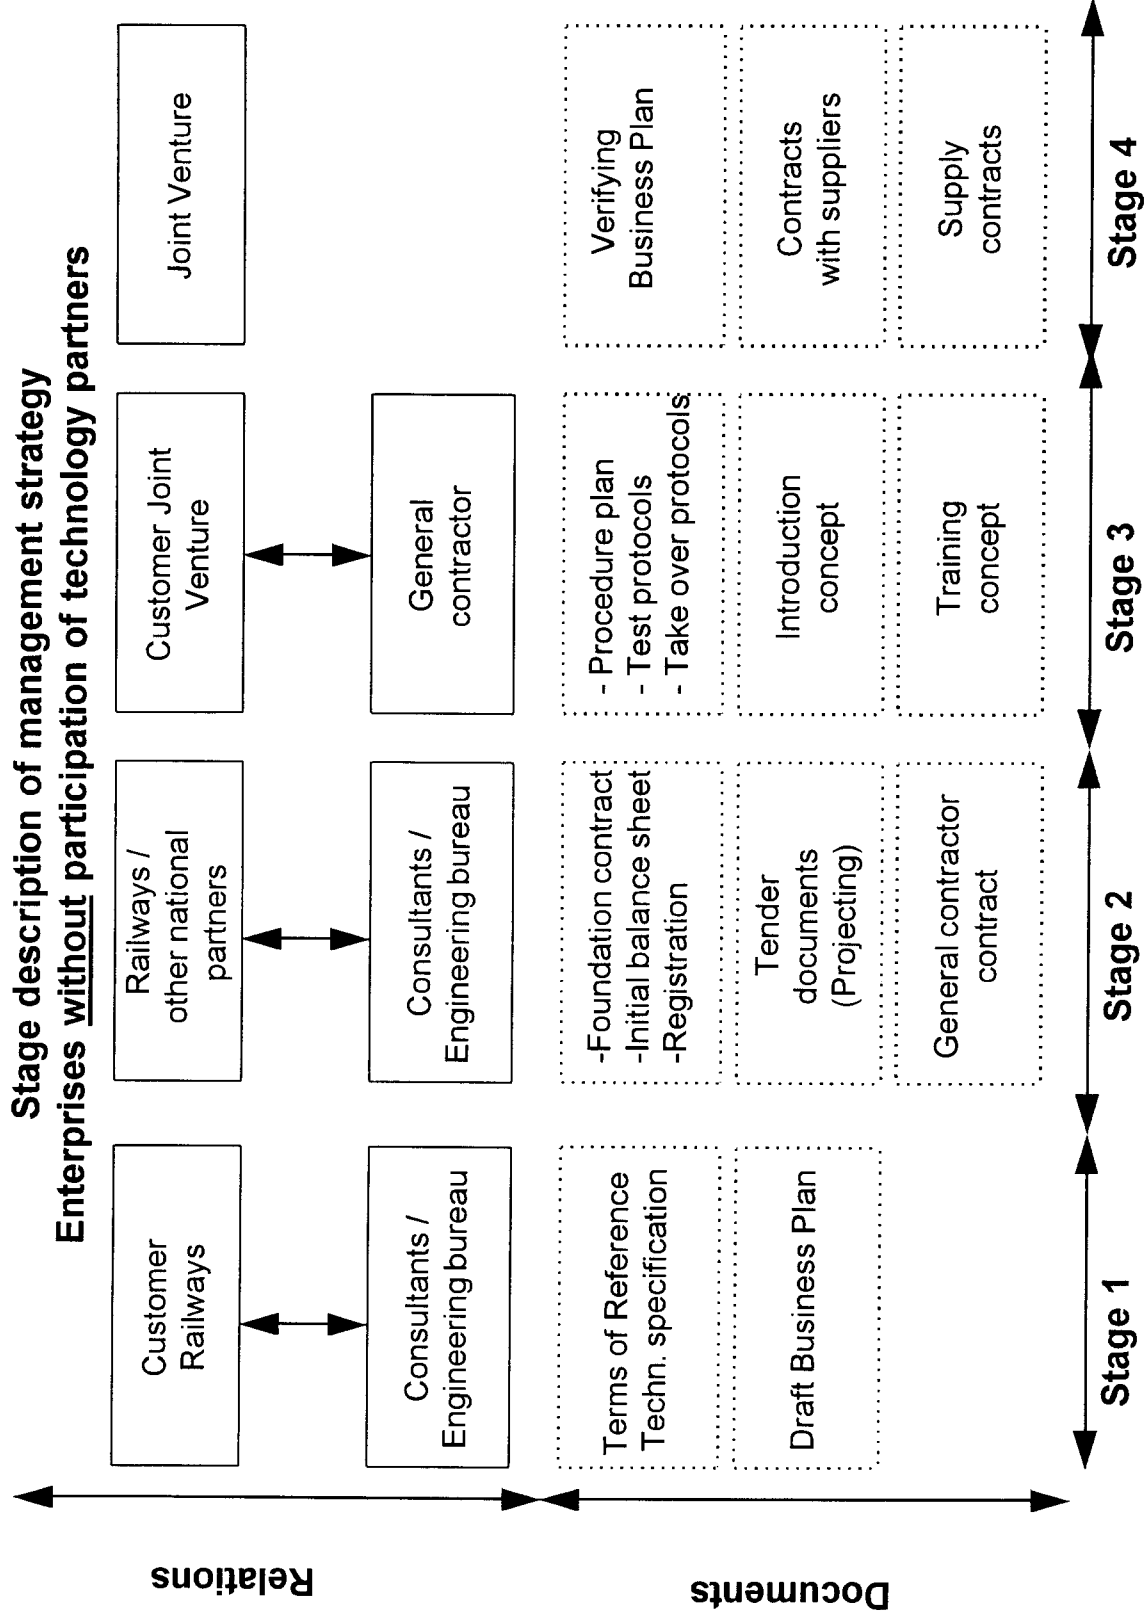 Stage description of management strategy
Enterprises without participation of technology partners
Relations
Customer
Railways
Railways /
other national
partners
Customer Joint
Venture
Joint Venture
Consultants /
Engineering bureau
Consultants /
Engineering bureau
General
contractor
Documents
Terms of Reference
Techn. specification
-Foundation contract
-Initial balance sheet
-Registration
- Procedure plan
- Test protocols
- Take over protocols
Verifying
Business Plan
Draft Business Plan
Tender
documents
(Projecting)
Introduction
concept
Contracts
with suppliers
General contractor
contract
Training
concept
Supply
contracts
Stage 1
Stage 2
Stage 3
Stage 4